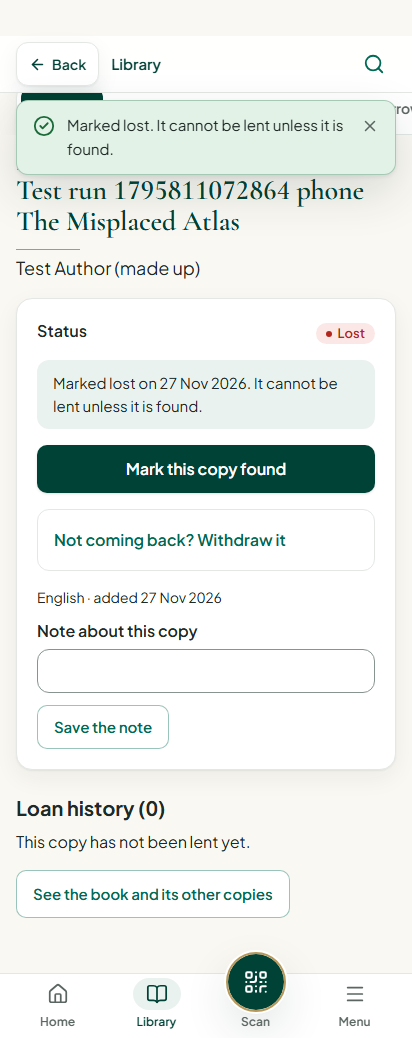 Back
Library
Marked lost. It cannot be lent unless it is
found.
Test run 1795811072864 phone
The Misplaced Atlas
Test Author (made up)
Status
Lost
Marked lost on 27 Nov 2026. It cannot be
lent unless it is found.
Mark this copy found
Not coming back? Withdraw it
English · added 27 Nov 2026
Note about this copy
Save the note
Loan history (0)
This copy has not been lent yet.
See the book and its other copies
Home
Library
Scan
Menu